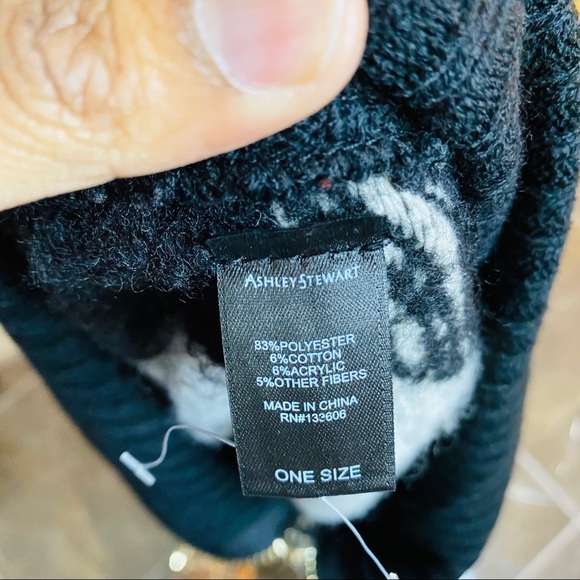 ASHLEY STEWART
83%POLYESTER
6%COTTON
6%ACRYLIC
5%OTHER FIBERS
MADE IN CHINA
RN#133606
ONE SIZE